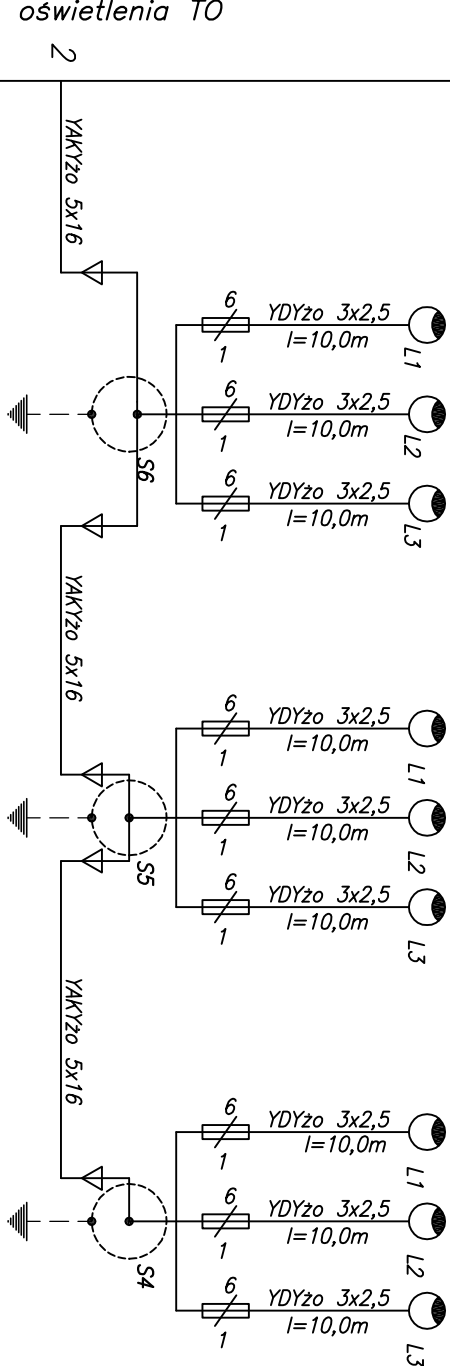 oświetlenia TO
2
YAKYżo 5x16
6
1
YDYżo 3x2,5
l=10,0m
L1
6
1
YDYżo 3x2,5
l=10,0m
L2
S6
6
1
YDYżo 3x2,5
l=10,0m
L3
YAKYżo 5x16
6
1
YDYżo 3x2,5
l=10,0m
L1
6
1
YDYżo 3x2,5
l=10,0m
L2
S5
6
1
YDYżo 3x2,5
l=10,0m
L3
YAKYżo 5x16
6
1
YDYżo 3x2,5
l=10,0m
L1
6
1
YDYżo 3x2,5
l=10,0m
L2
S4
6
1
YDYżo 3x2,5
l=10,0m
L3